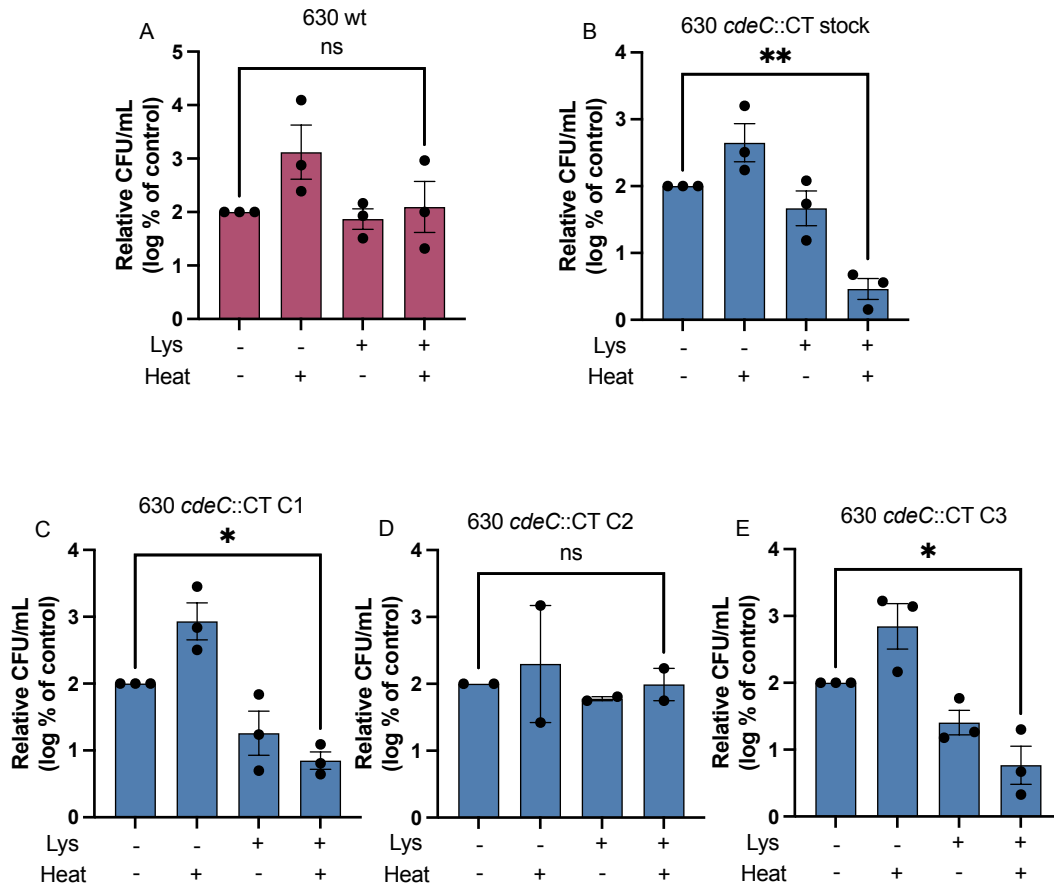 A
630 wt
ns
Relative CFU/mL
(log % of control)
5
4
3
2
1
0
Lys - - + +
Heat - + - +
B
630 cdeC::CT stock
**
Relative CFU/mL
(log % of control)
4
3
2
1
0
Lys - - + +
Heat - + - +
C
630 cdeC::CT C1
*
Relative CFU/mL
(log % of control)
4
3
2
1
0
Lys - - + +
Heat - + - +
D
630 cdeC::CT C2
ns
Relative CFU/mL
(log % of control)
4
3
2
1
0
Lys - - + +
Heat - + - +
E
630 cdeC::CT C3
*
Relative CFU/mL
(log % of control)
4
3
2
1
0
Lys - - + +
Heat - + - +